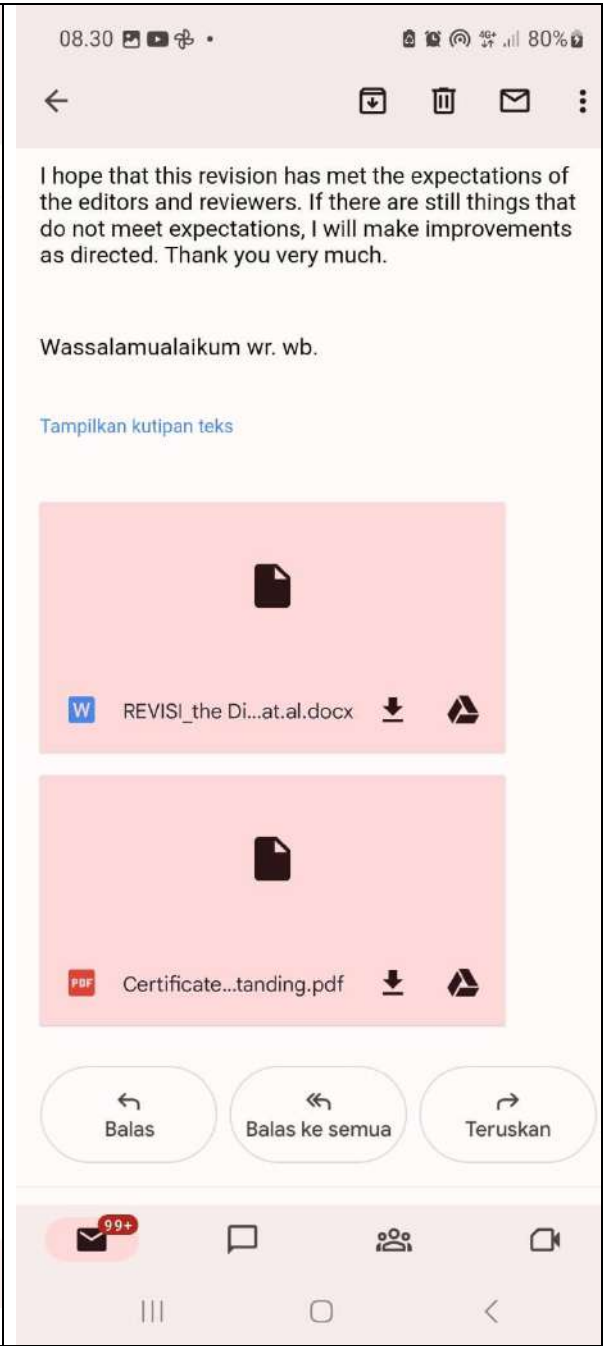 08.30 80%
4G+
I hope that this revision has met the expectations of
the editors and reviewers. If there are still things that
do not meet expectations, I will make improvements
as directed. Thank you very much.
Wassalamualaikum wr. wb.
Tampilkan kutipan teks
W REVISI_the Di...at.al.docx
PDF Certificate...tanding.pdf
Balas Balas ke semua Teruskan
99+